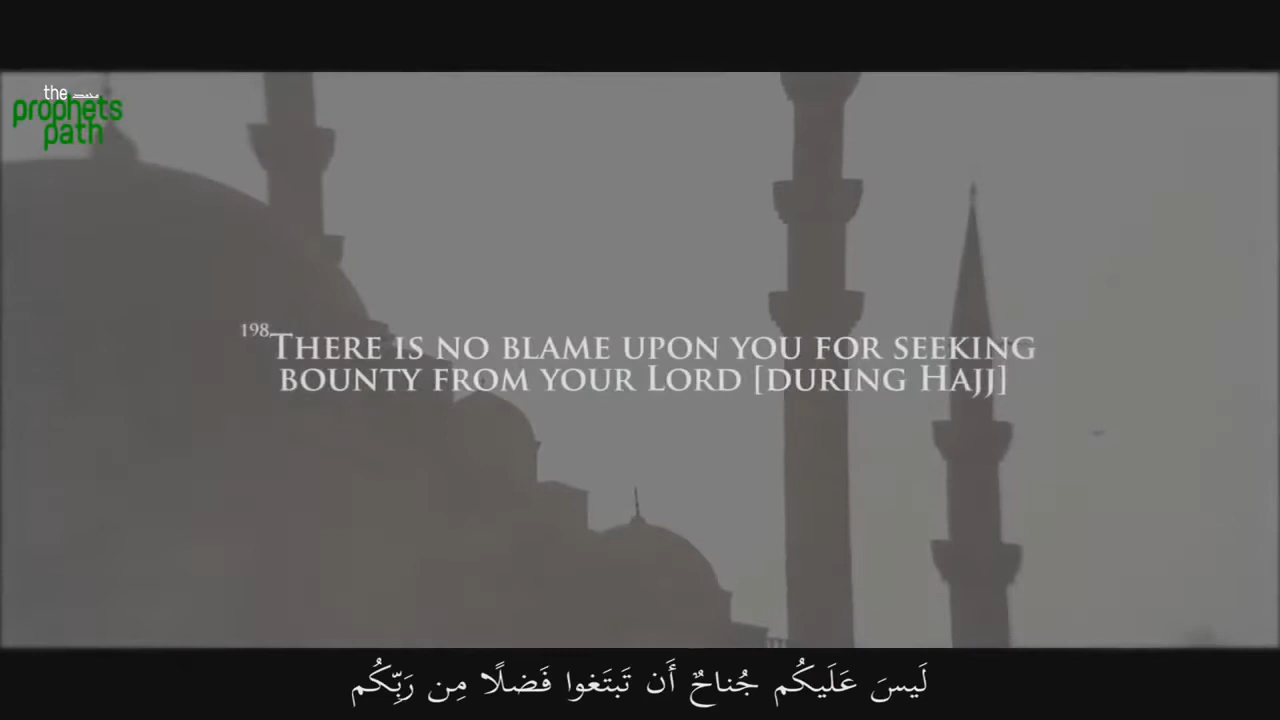 the
prophets
path
198 There is no blame upon you for seeking
bounty from your Lord [during Hajj]
لَيسَ عَلَيكُم جُناحٌ أَن تَبتَغوا فَضلًا مِن رَبِّكُم